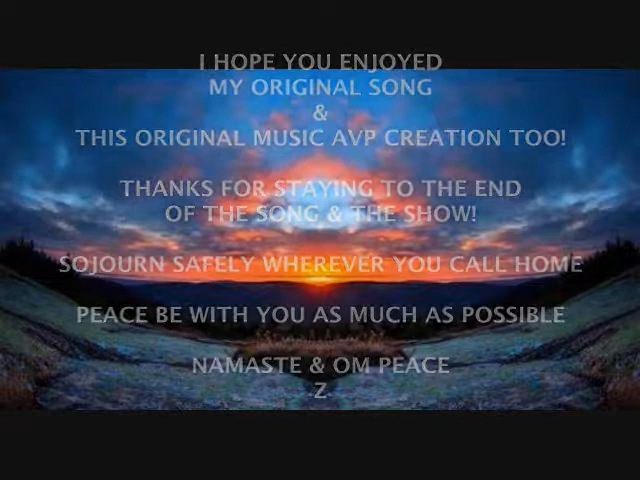 I HOPE YOU ENJOYED
MY ORIGINAL SONG
&
THIS ORIGINAL MUSIC AVP CREATION TOO!
THANKS FOR STAYING TO THE END
OF THE SONG & THE SHOW!
SOJOURN SAFELY WHEREVER YOU CALL HOME
PEACE BE WITH YOU AS MUCH AS POSSIBLE
NAMASTE & OM PEACE
Z